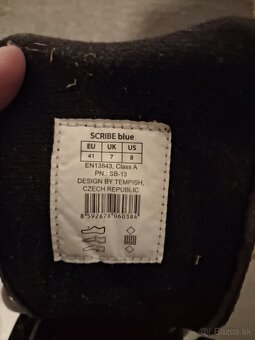 SCRIBE blue
EU UK US
41 7 8
EN13843, Class A
PN.: SB-13
DESIGN BY TEMPISH,
CZECH REPUBLIC
8 592678 060384
bazos.sk